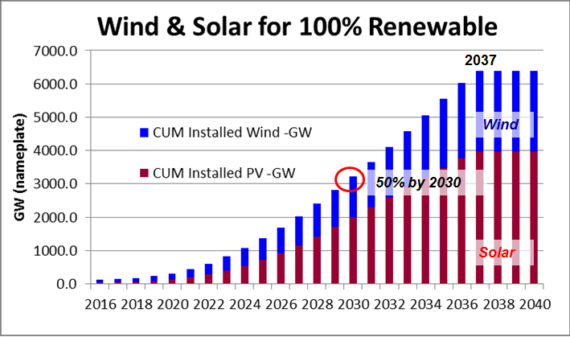 Wind & Solar for 100% Renewable
7000.0
6000.0
5000.0
4000.0
3000.0
2000.0
1000.0
0.0
GW (nameplate)
CUM Installed Wind -GW
CUM Installed PV -GW
2037
Wind
50% by 2030
Solar
2016 2018 2020 2022 2024 2026 2028 2030 2032 2034 2036 2038 2040